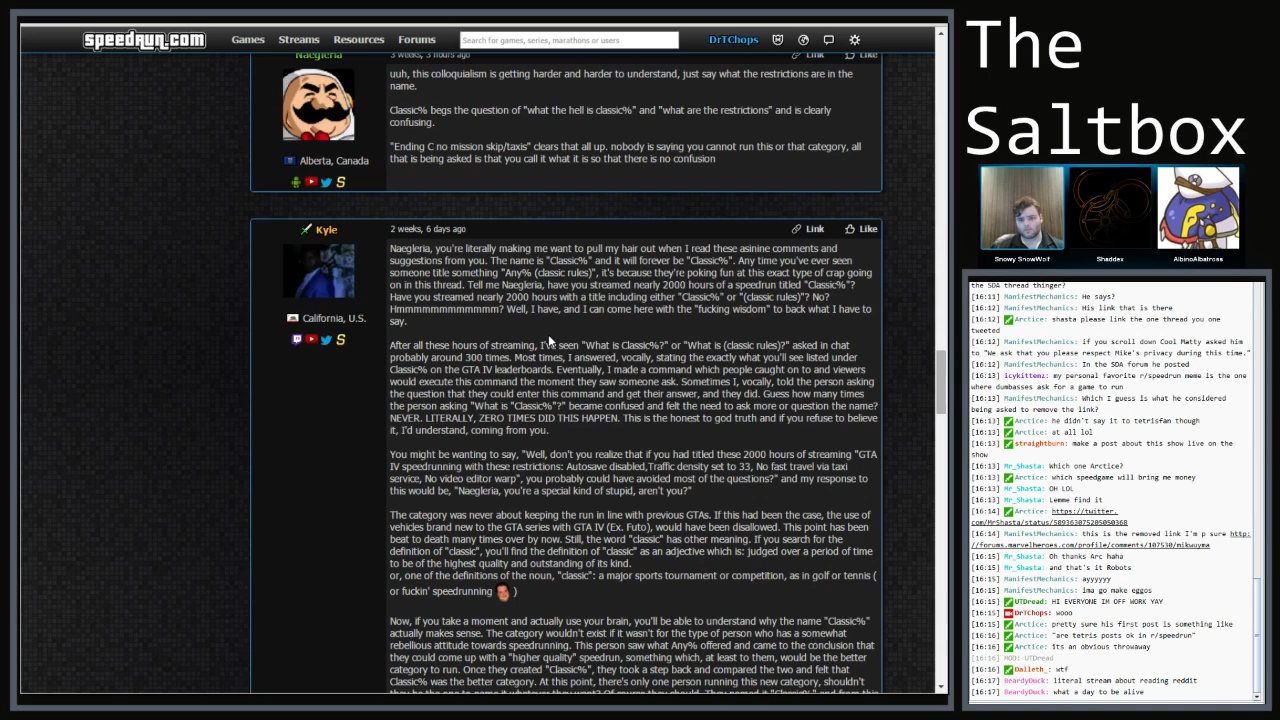 speedrun.com Games Streams Resources Forums Search for games, series, marathons or users DrTChops
Naegleria
3 weeks, 3 hours ago Link Like
uuh, this colloquialism is getting harder and harder to understand, just say what the restrictions are in the
name.
Classic% begs the question of "what the hell is classic%" and "what are the restrictions" and is clearly
confusing.
"Ending C no mission skip/taxis" clears that all up. nobody is saying you cannot run this or that category, all
that is being asked is that you call it what it is so that there is no confusion
Alberta, Canada
Kyle
2 weeks, 6 days ago Link Like
Naegleria, you're literally making me want to pull my hair out when I read these asinine comments and
suggestions from you. The name is "Classic%" and it will forever be "Classic%". Any time you've ever seen
someone title something "Any% (classic rules)", it's because they're poking fun at this exact type of crap going
on in this thread. Tell me Naegleria, have you streamed nearly 2000 hours of a speedrun titled "Classic%"?
Have you streamed nearly 2000 hours with a title including either "Classic%" or "(classic rules)"? No?
Hmmmmmmmmmmm? Well, I have, and I can come here with the "fucking wisdom" to back what I have to
say.
California, U.S.
After all these hours of streaming, I've seen "What is Classic%?" or "What is (classic rules)?" asked in chat
probably around 300 times. Most times, I answered, vocally, stating the exactly what you'll see listed under
Classic% on the GTA IV leaderboards. Eventually, I made a command which people caught on to and viewers
would execute this command the moment they saw someone ask. Sometimes I, vocally, told the person asking
the question that they could enter this command and get their answer, and they did. Guess how many times
the person asking "What is "Classic%"?" became confused and felt the need to ask more or question the name?
NEVER. LITERALLY, ZERO TIMES DID THIS HAPPEN. This is the honest to god truth and if you refuse to believe
it, I'd understand, coming from you.
You might be wanting to say, "Well, don't you realize that if you had titled these 2000 hours of streaming "GTA
IV speedrunning with these restrictions: Autosave disabled,Traffic density set to 33, No fast travel via taxi
service, No video editor warp", you probably could have avoided most of the questions?" and my response to
this would be, "Naegleria, you're a special kind of stupid, aren't you?"
The category was never about keeping the run in line with previous GTAs. If this had been the case, the use of
vehicles brand new to the GTA series with GTA IV (Ex. Futo), would have been disallowed. This point has been
beat to death many times over by now. Still, the word "classic" has other meaning. If you search for the
definition of "classic", you'll find the definition of "classic" as an adjective which is: judged over a period of time
to be of the highest quality and outstanding of its kind.
or, one of the definitions of the noun, "classic": a major sports tournament or competition, as in golf or tennis (
or fuckin' speedrunning )
Now, if you take a moment and actually use your brain, you'll be able to understand why the name "Classic%"
actually makes sense. The category wouldn't exist if it wasn't for the type of person who has a somewhat
rebellious attitude towards speedrunning. This person saw what Any% offered and came to the conclusion that
they could come up with a "higher quality" speedrun, something which, at least to them, would be the better
category to run. Once they created "Classic%", they took a step back and compared the two and felt that
Classic% was the better category. At this point, there's only one person running this new category, shouldn't
The
Saltbox
Snowy SnowWolf Shaddex AlbinoAlbatross
the SDA thread thinger?
[16:11] ManifestMechanics: He says?
[16:12] ManifestMechanics: His link that is there
[16:12] Arctice: shasta please link the one thread you one
tweeted
[16:12] ManifestMechanics: if you scroll down Cool Matty asked him
to "We ask that you please respect Mike's privacy during this time."
[16:12] ManifestMechanics: In the SDA forum he posted
[16:13] icykittenz: my personal favorite r/speedrun meme is the one
where dumbasses ask for a game to run
[16:13] ManifestMechanics: Which I guess is what he considered
being asked to remove the link?
[16:13] Arctice: he didn't say it to tetrisfan though
[16:13] Arctice: at all lol
[16:13] straightburn: make a post about this show live on the
show
[16:13] Mr_Shasta: Which one Arctice?
[16:13] Arctice: which speedgame will bring me money
[16:13] Mr_Shasta: OH LOL
[16:13] Mr_Shasta: Lemme find it
[16:14] Arctice: https://twitter.
com/MrShasta/status/589363075205050368
[16:14] ManifestMechanics: this is the removed link I'm p sure http:
//forums.marvelheroes.com/profile/comments/107530/mikwuyma
[16:15] Mr_Shasta: Oh thanks Arc haha
[16:15] Mr_Shasta: and that's it Robots
[16:15] ManifestMechanics: ayyyyyy
[16:15] ManifestMechanics: ima go make eggos
[16:15] UTDread: HI EVERYONE IM OFF WORK YAY
[16:15] DrTChops: wooo
[16:15] Arctice: pretty sure his first post is something like
[16:16] Arctice: "are tetris posts ok in r/speedrun"
[16:16] Arctice: its an obvious throwaway
[16:16] MOD: UTDread
[16:16] Dalleth_: wtf
[16:17] BeardyDuck: literal stream about reading reddit
[16:17] BeardyDuck: what a day to be alive